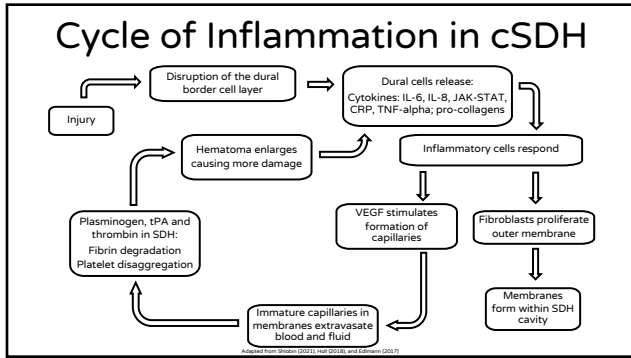 Cycle of Inflammation in cSDH
Injury
Disruption of the dural
border cell layer
Dural cells release:
Cytokines: IL-6, IL-8, JAK-STAT,
CRP, TNF-alpha; pro-collagens
Inflammatory cells respond
Hematoma enlarges
causing more damage
VEGF stimulates
formation of
capillaries
Fibroblasts proliferate
outer membrane
Membranes
form within SDH
cavity
Plasminogen, tPA and
thrombin in SDH:
Fibrin degradation
Platelet disaggregation
Immature capillaries in
membranes extravasate
blood and fluid
Adapted from Shlobin (2021), Holl (2018), and Edlmann (2017)